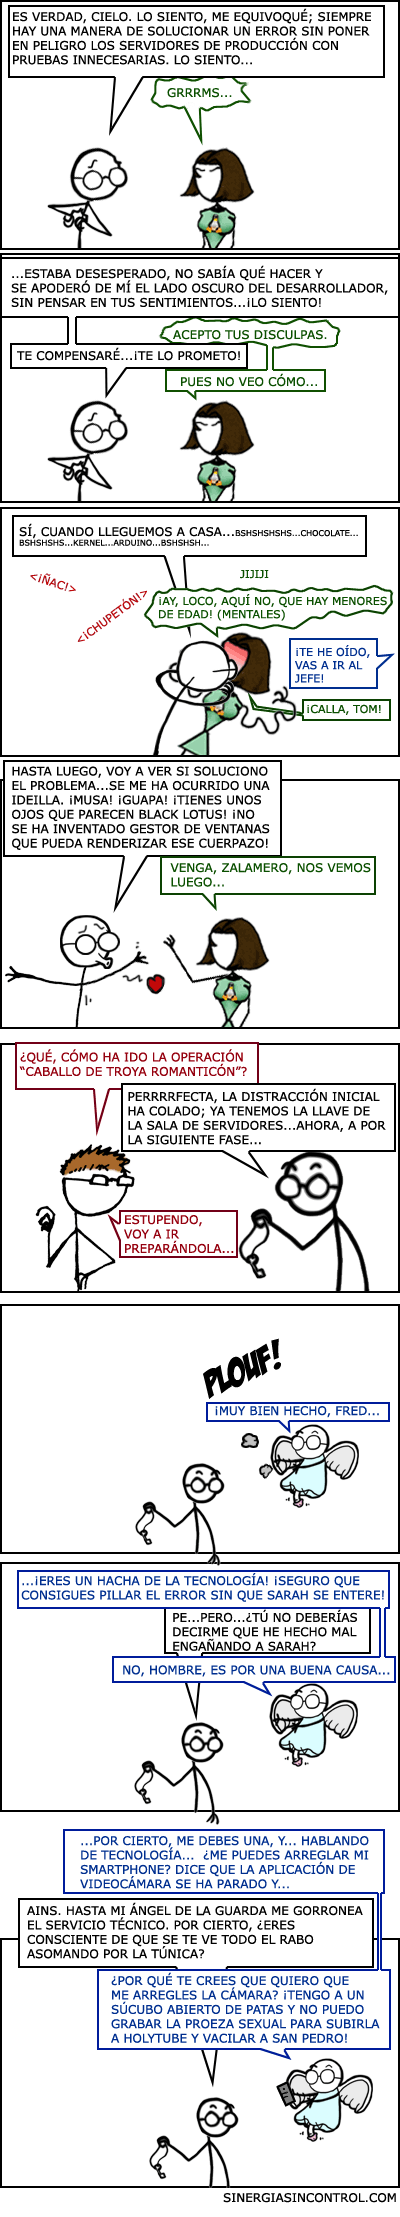 ES VERDAD, CIELO. LO SIENTO, ME EQUIVOQUÉ; SIEMPRE
HAY UNA MANERA DE SOLUCIONAR UN ERROR SIN PONER
EN PELIGRO LOS SERVIDORES DE PRODUCCIÓN CON
PRUEBAS INNECESARIAS. LO SIENTO...
GRRRMS...
...ESTABA DESESPERADO, NO SABÍA QUÉ HACER Y
SE APODERÓ DE MÍ EL LADO OSCURO DEL DESARROLLADOR,
SIN PENSAR EN TUS SENTIMIENTOS...¡LO SIENTO!
ACEPTO TUS DISCULPAS.
TE COMPENSARÉ...¡TE LO PROMETO!
PUES NO VEO CÓMO...
SÍ, CUANDO LLEGUEMOS A CASA...BSHSHSHSHS...CHOCOLATE...
BSHSHSHS...KERNEL...ARDUINO...BSHSHSH...
<¡ÑAC!>
<¡CHUPETÓN!>
JIJIJI
¡AY, LOCO, AQUÍ NO, QUE HAY MENORES
DE EDAD! (MENTALES)
¡TE HE OÍDO,
VAS A IR AL
JEFE!
¡CALLA, TOM!
HASTA LUEGO, VOY A VER SI SOLUCIONO
EL PROBLEMA...SE ME HA OCURRIDO UNA
IDEILLA. ¡MUSA! ¡GUAPA! ¡TIENES UNOS
OJOS QUE PARECEN BLACK LOTUS! ¡NO
SE HA INVENTADO GESTOR DE VENTANAS
QUE PUEDA RENDERIZAR ESE CUERPAZO!
VENGA, ZALAMERO, NOS VEMOS
LUEGO...
¿QUÉ, CÓMO HA IDO LA OPERACIÓN
"CABALLO DE TROYA ROMANTICÓN"?
PERRRRFECTA, LA DISTRACCIÓN INICIAL
HA COLADO; YA TENEMOS LA LLAVE DE
LA SALA DE SERVIDORES...AHORA, A POR
LA SIGUIENTE FASE...
ESTUPENDO,
VOY A IR
PREPARÁNDOLA...
PLOUF!
¡MUY BIEN HECHO, FRED...
...¡ERES UN HACHA DE LA TECNOLOGÍA! ¡SEGURO QUE
CONSIGUES PILLAR EL ERROR SIN QUE SARAH SE ENTERE!
PE...PERO...¿TÚ NO DEBERÍAS
DECIRME QUE HE HECHO MAL
ENGAÑANDO A SARAH?
NO, HOMBRE, ES POR UNA BUENA CAUSA...
...POR CIERTO, ME DEBES UNA, Y... HABLANDO
DE TECNOLOGÍA... ¿ME PUEDES ARREGLAR MI
SMARTPHONE? DICE QUE LA APLICACIÓN DE
VIDEOCÁMARA SE HA PARADO Y...
AINS. HASTA MI ÁNGEL DE LA GUARDA ME GORRONEA
EL SERVICIO TÉCNICO. POR CIERTO, ¿ERES
CONSCIENTE DE QUE SE TE VE TODO EL RABO
ASOMANDO POR LA TÚNICA?
¿POR QUÉ TE CREES QUE QUIERO QUE
ME ARREGLES LA CÁMARA? ¡TENGO A UN
SÚCUBO ABIERTO DE PATAS Y NO PUEDO
GRABAR LA PROEZA SEXUAL PARA SUBIRLA
A HOLYTUBE Y VACILAR A SAN PEDRO!
SINERGIASINCONTROL.COM